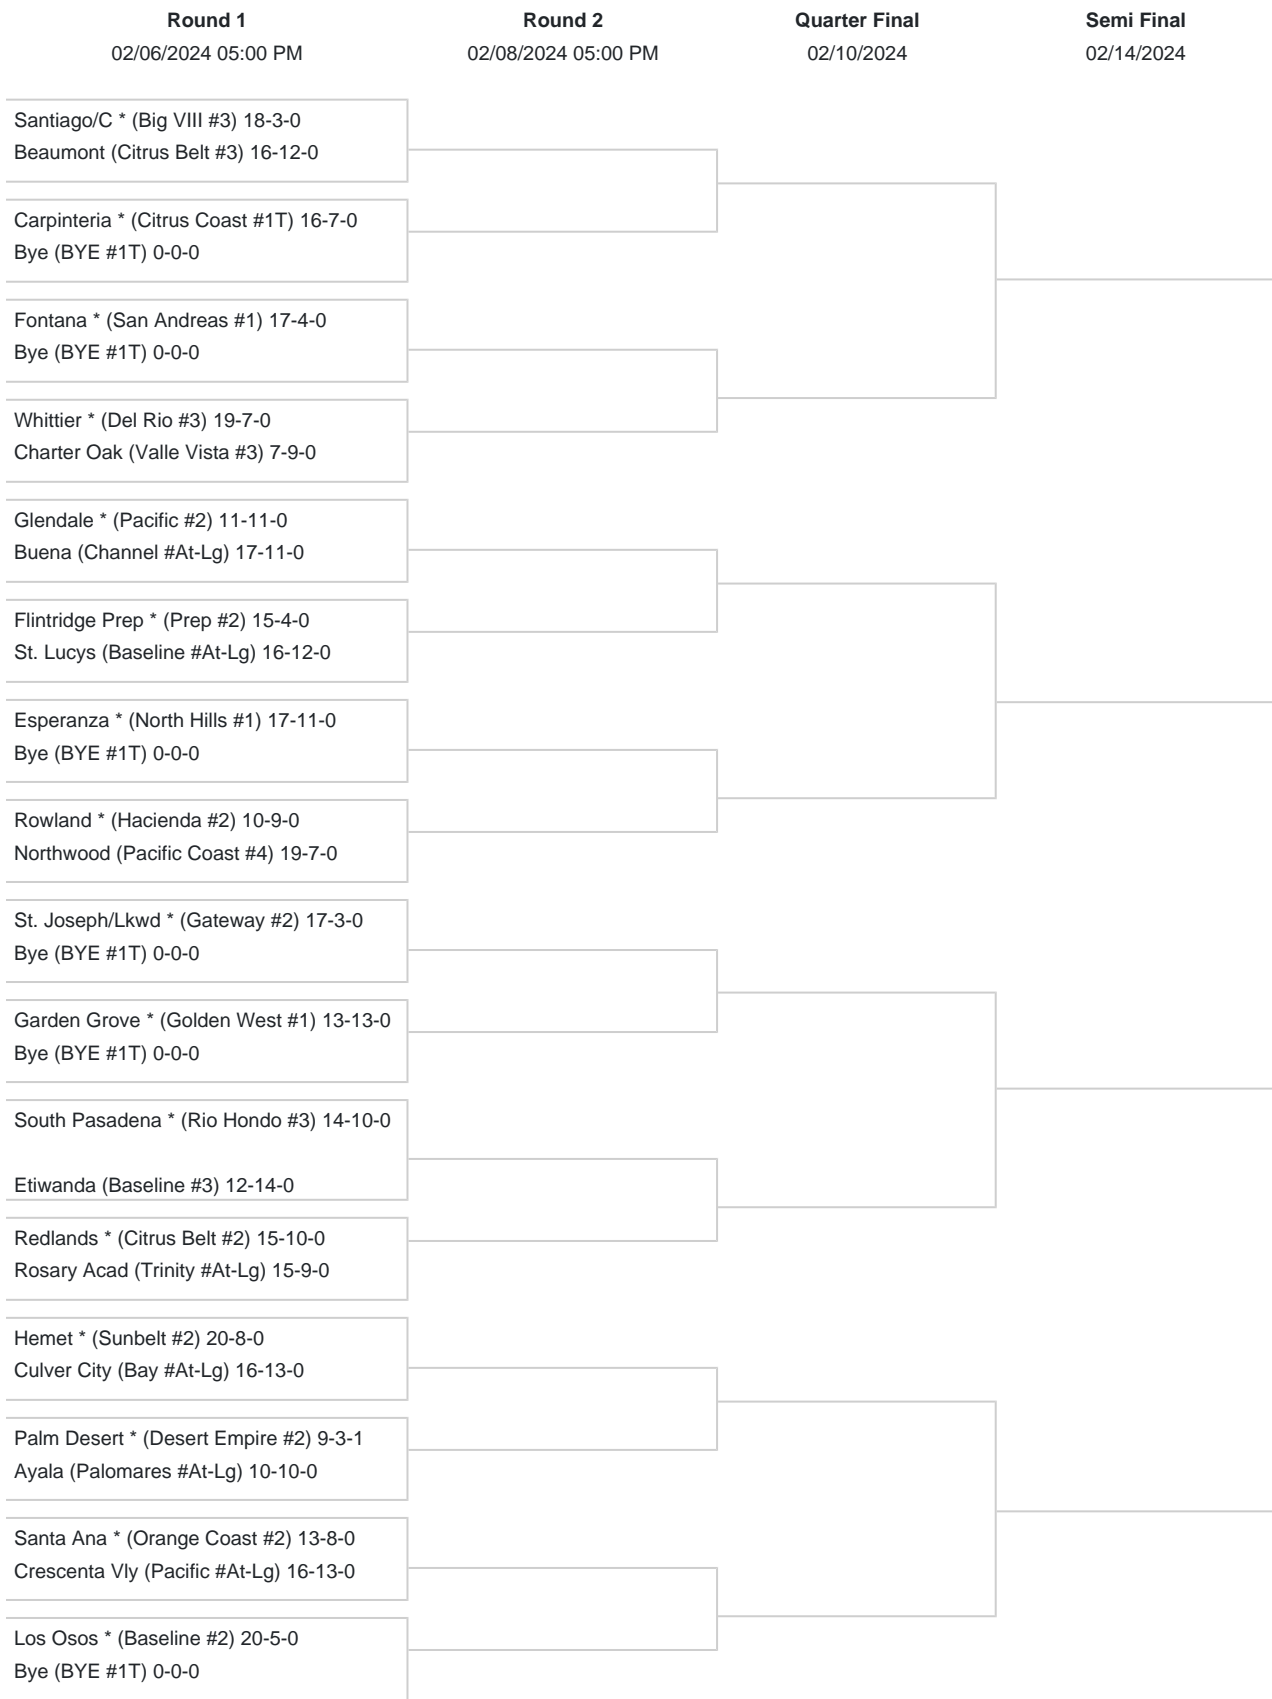 Round 1 Round 2 Quarter Final Semi Final
02/06/2024 05:00 PM 02/08/2024 05:00 PM 02/10/2024 02/14/2024
Santiago/C * (Big VIII #3) 18-3-0
Beaumont (Citrus Belt #3) 16-12-0
Carpinteria * (Citrus Coast #1T) 16-7-0
Bye (BYE #1T) 0-0-0
Fontana * (San Andreas #1) 17-4-0
Bye (BYE #1T) 0-0-0
Whittier * (Del Rio #3) 19-7-0
Charter Oak (Valle Vista #3) 7-9-0
Glendale * (Pacific #2) 11-11-0
Buena (Channel #At-Lg) 17-11-0
Flintridge Prep * (Prep #2) 15-4-0
St. Lucys (Baseline #At-Lg) 16-12-0
Esperanza * (North Hills #1) 17-11-0
Bye (BYE #1T) 0-0-0
Rowland * (Hacienda #2) 10-9-0
Northwood (Pacific Coast #4) 19-7-0
St. Joseph/Lkwd * (Gateway #2) 17-3-0
Bye (BYE #1T) 0-0-0
Garden Grove * (Golden West #1) 13-13-0
Bye (BYE #1T) 0-0-0
South Pasadena * (Rio Hondo #3) 14-10-0
Etiwanda (Baseline #3) 12-14-0
Redlands * (Citrus Belt #2) 15-10-0
Rosary Acad (Trinity #At-Lg) 15-9-0
Hemet * (Sunbelt #2) 20-8-0
Culver City (Bay #At-Lg) 16-13-0
Palm Desert * (Desert Empire #2) 9-3-1
Ayala (Palomares #At-Lg) 10-10-0
Santa Ana * (Orange Coast #2) 13-8-0
Crescenta Vly (Pacific #At-Lg) 16-13-0
Los Osos * (Baseline #2) 20-5-0
Bye (BYE #1T) 0-0-0